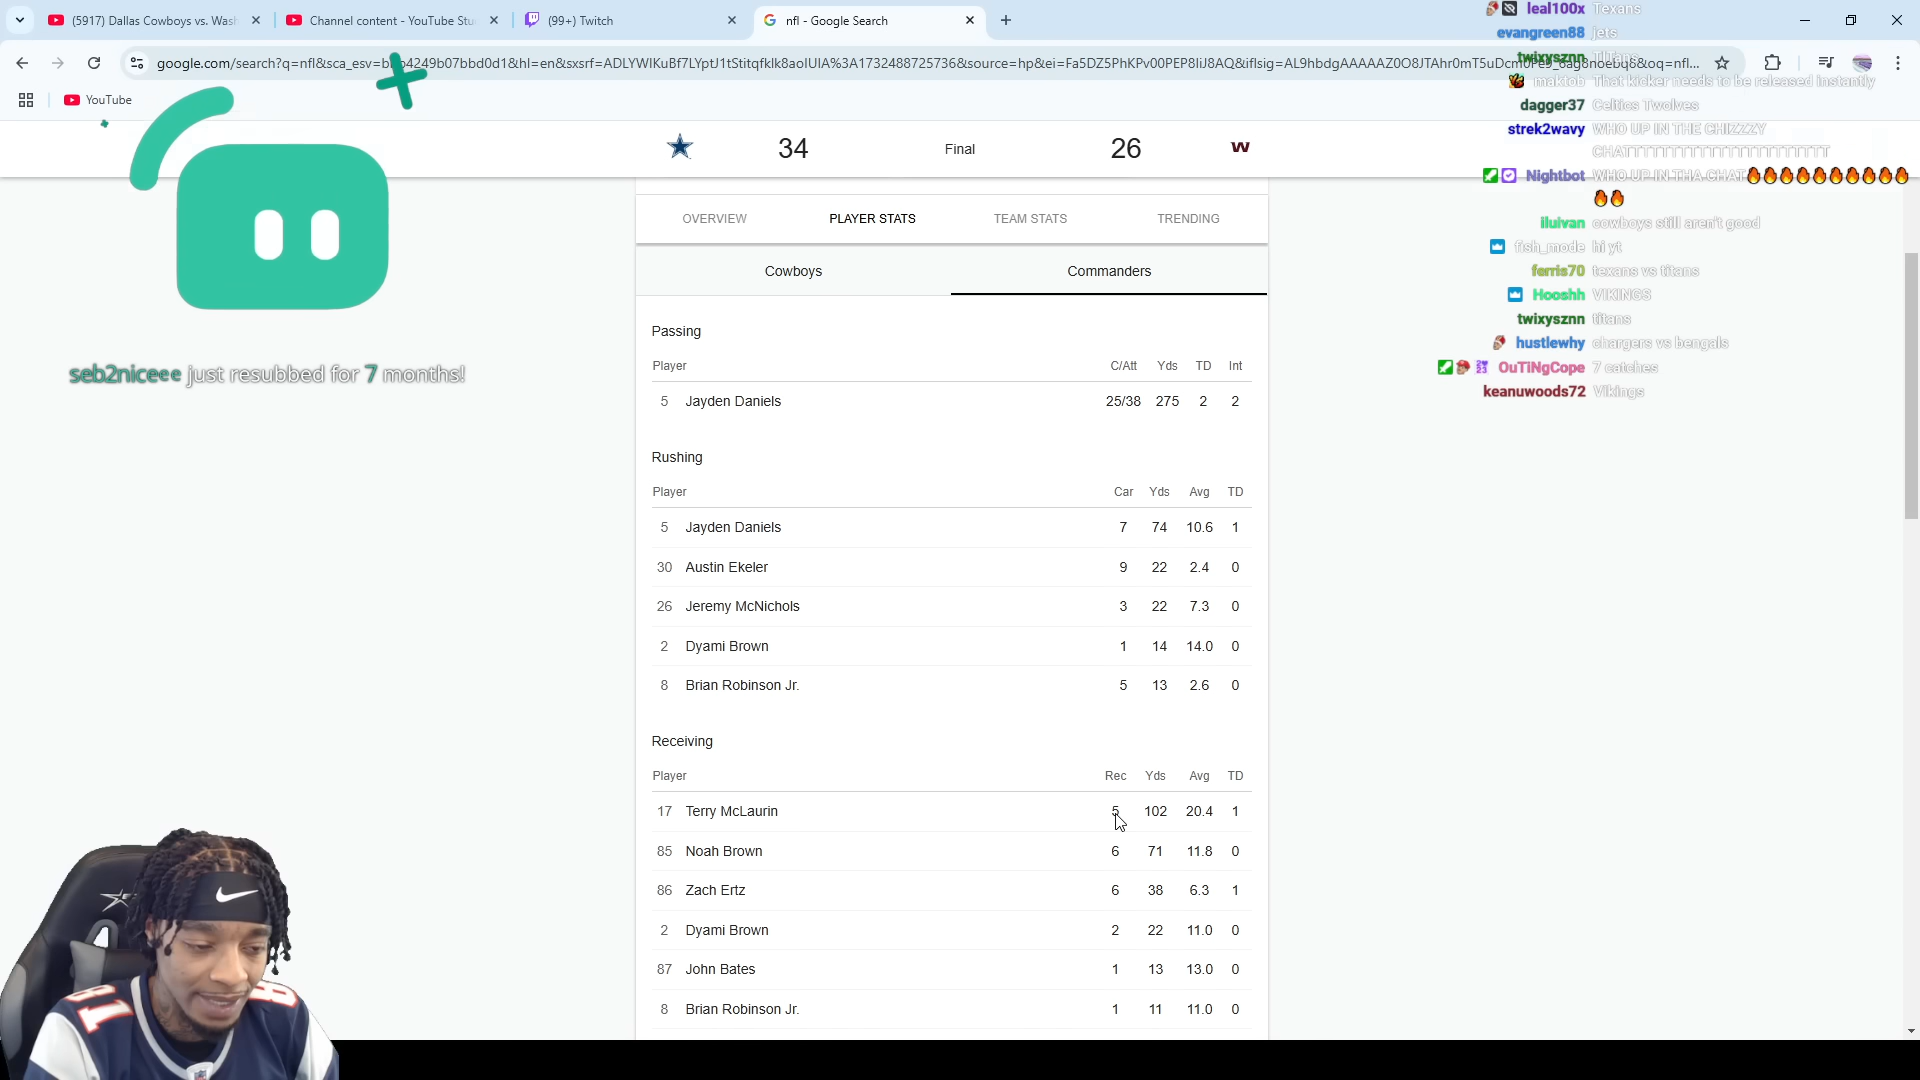 (5917) Dallas Cowboys vs. Was
Channel content - YouTube Stu
(99+) Twitch
nfl - Google Search
YouTube
34
Final
26
OVERVIEW
PLAYER STATS
TEAM STATS
TRENDING
Cowboys
Commanders
Passing
Player C/Att Yds TD Int
5 Jayden Daniels 25/38 275 2 2
Rushing
Player Car Yds Avg TD
5 Jayden Daniels 7 74 10.6 1
30 Austin Ekeler 9 22 2.4 0
26 Jeremy McNichols 3 22 7.3 0
2 Dyami Brown 1 14 14.0 0
8 Brian Robinson Jr. 5 13 2.6 0
Receiving
Player Rec Yds Avg TD
17 Terry McLaurin 5 102 20.4 1
85 Noah Brown 6 71 11.8 0
86 Zach Ertz 6 38 6.3 1
2 Dyami Brown 2 22 11.0 0
87 John Bates 1 13 13.0 0
8 Brian Robinson Jr. 1 11 11.0 0
seb2niceee just resubbed for 7 months!
leal100x Texans
evangreen88 jets
twixysznn
maktob That kicker needs to be released instantly
dagger37 Celtics Twolves
strek2wavy WHO UP IN THE CHIZZZY
Nightbot WHO UP IN THA CHAT🔥🔥🔥🔥🔥🔥🔥🔥🔥🔥
🔥🔥
iluivan cowboys still aren't good
fish_mode hi yt
ferris70 texans vs titans
Hooshh VIKINGS
twixysznn titans
hustlewhy chargers vs bengals
OuTiNgCope 7 catches
keanuwoods72 Vikings
81